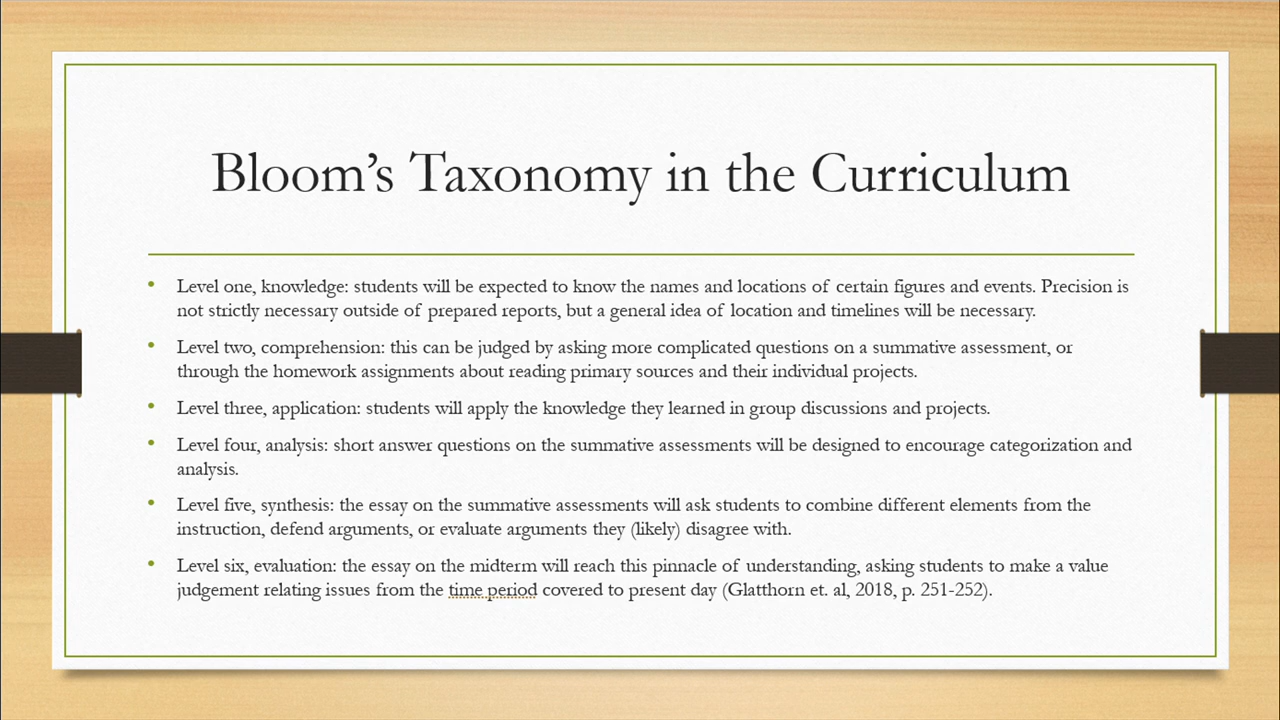 Bloom’s Taxonomy in the Curriculum
• Level one, knowledge: students will be expected to know the names and locations of certain figures and events. Precision is
not strictly necessary outside of prepared reports, but a general idea of location and timelines will be necessary.
• Level two, comprehension: this can be judged by asking more complicated questions on a summative assessment, or
through the homework assignments about reading primary sources and their individual projects.
• Level three, application: students will apply the knowledge they learned in group discussions and projects.
• Level four, analysis: short answer questions on the summative assessments will be designed to encourage categorization and
analysis.
• Level five, synthesis: the essay on the summative assessments will ask students to combine different elements from the
instruction, defend arguments, or evaluate arguments they (likely) disagree with.
• Level six, evaluation: the essay on the midterm will reach this pinnacle of understanding, asking students to make a value
judgement relating issues from the time period covered to present day (Glatthorn et. al, 2018, p. 251-252).